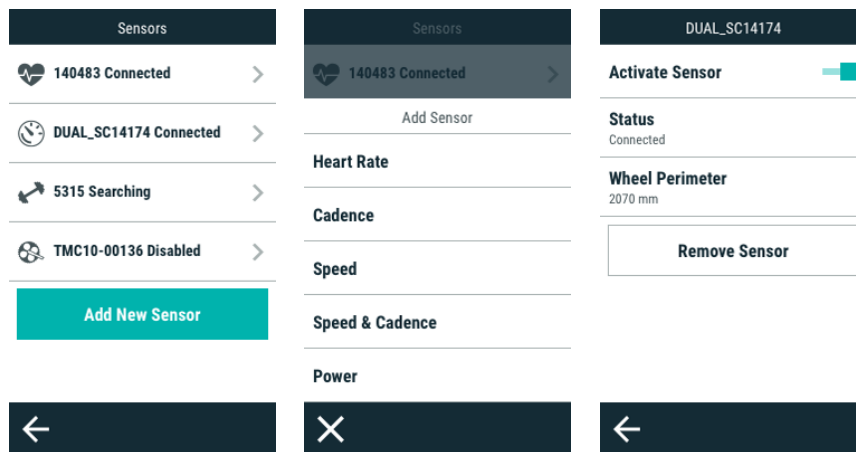 Sensors
140483 Connected
DUAL_SC14174 Connected
5315 Searching
TMC10-00136 Disabled
Add New Sensor
Sensors
140483 Connected
Add Sensor
Heart Rate
Cadence
Speed
Speed & Cadence
Power
DUAL_SC14174
Activate Sensor
Status
Connected
Wheel Perimeter
2070 mm
Remove Sensor